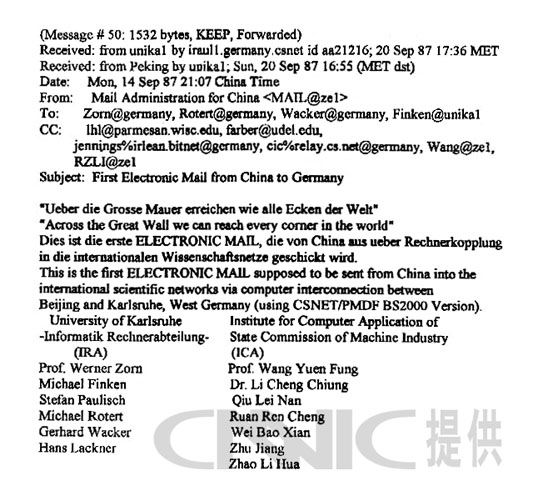 (Message # 50: 1532 bytes, KEEP, Forwarded)
Received: from unika1 by iraul1.germany.csnet id aa21216; 20 Sep 87 17:36 MET
Received: from Peking by unika1; Sun, 20 Sep 87 16:55 (MET dst)
Date: Mon, 14 Sep 87 21:07 China Time
From: Mail Administration for China <MAIL@ze1>
To: Zorn@germany, Rotert@germany, Wacker@germany, Finken@unika1
CC: lhl@parmesan.wisc.edu, farber@udel.edu,
jennings%irlean.bitnet@germany, cic%relay.cs.net@germany, Wang@ze1,
RZLI@ze1
Subject: First Electronic Mail from China to Germany
"Ueber die Grosse Mauer erreichen wie alle Ecken der Welt"
"Across the Great Wall we can reach every corner in the world"
Dies ist die erste ELECTRONIC MAIL, die von China aus ueber Rechnerkopplung
in die internationalen Wissenschaftsnetze geschickt wird.
This is the first ELECTRONIC MAIL supposed to be sent from China into the
international scientific networks via computer interconnection between
Beijing and Karlsruhe, West Germany (using CSNET/PMDF BS2000 Version).
University of Karlsruhe Institute for Computer Application of
-Informatik Rechnerabteilung- State Commission of Machine Industry
(IRA) (ICA)
Prof. Werner Zorn Prof. Wang Yuen Fung
Michael Finken Dr. Li Cheng Chiung
Stefan Paulisch Qiu Lei Nan
Michael Rotert Ruan Ren Cheng
Gerhard Wacker Wei Bao Xian
Hans Lackner Zhu Jiang
Zhao Li Hua
CNNIC 提供